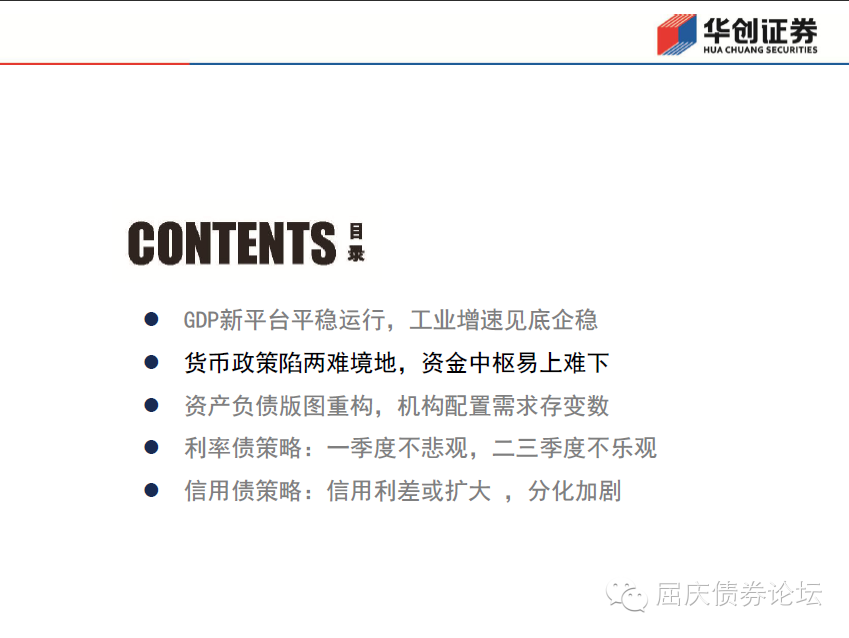 华创证券
HUA CHUANG SECURITIES
CONTENTS 目录
GDP新平台平稳运行，工业增速见底企稳
货币政策陷两难境地，资金中枢易上难下
资产负债版图重构，机构配置需求存变数
利率债策略：一季度不悲观，二三季度不乐观
信用债策略：信用利差或扩大 ，分化加剧
屈庆债券论坛